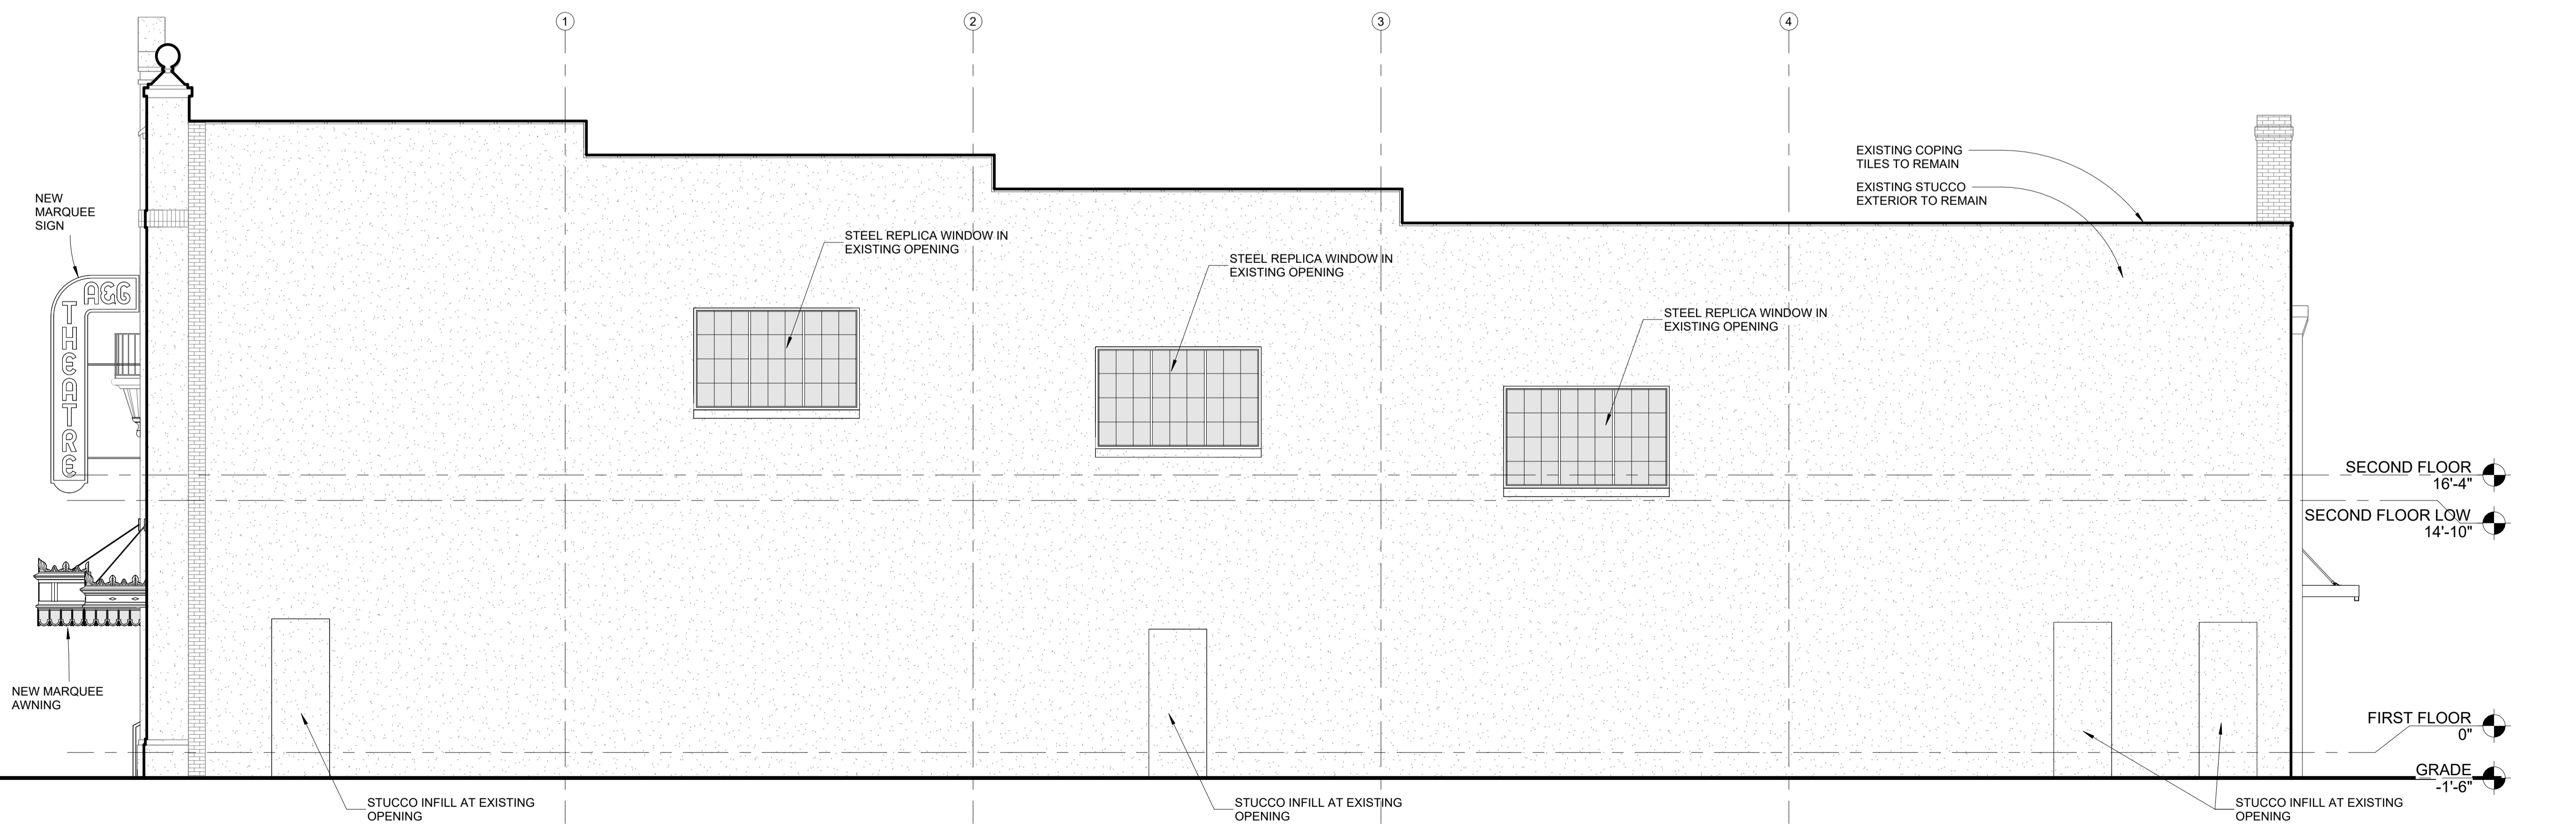 1
2
3
4
EXISTING COPING
TILES TO REMAIN
EXISTING STUCCO
EXTERIOR TO REMAIN
NEW
MARQUEE
SIGN
STEEL REPLICA WINDOW IN
EXISTING OPENING
STEEL REPLICA WINDOW IN
EXISTING OPENING
STEEL REPLICA WINDOW IN
EXISTING OPENING
A&G
THEATRE
SECOND FLOOR
16'-4"
SECOND FLOOR LOW
14'-10"
NEW MARQUEE
AWNING
FIRST FLOOR
0"
GRADE
-1'-6"
STUCCO INFILL AT EXISTING
OPENING
STUCCO INFILL AT EXISTING
OPENING
STUCCO INFILL AT EXISTING
OPENING